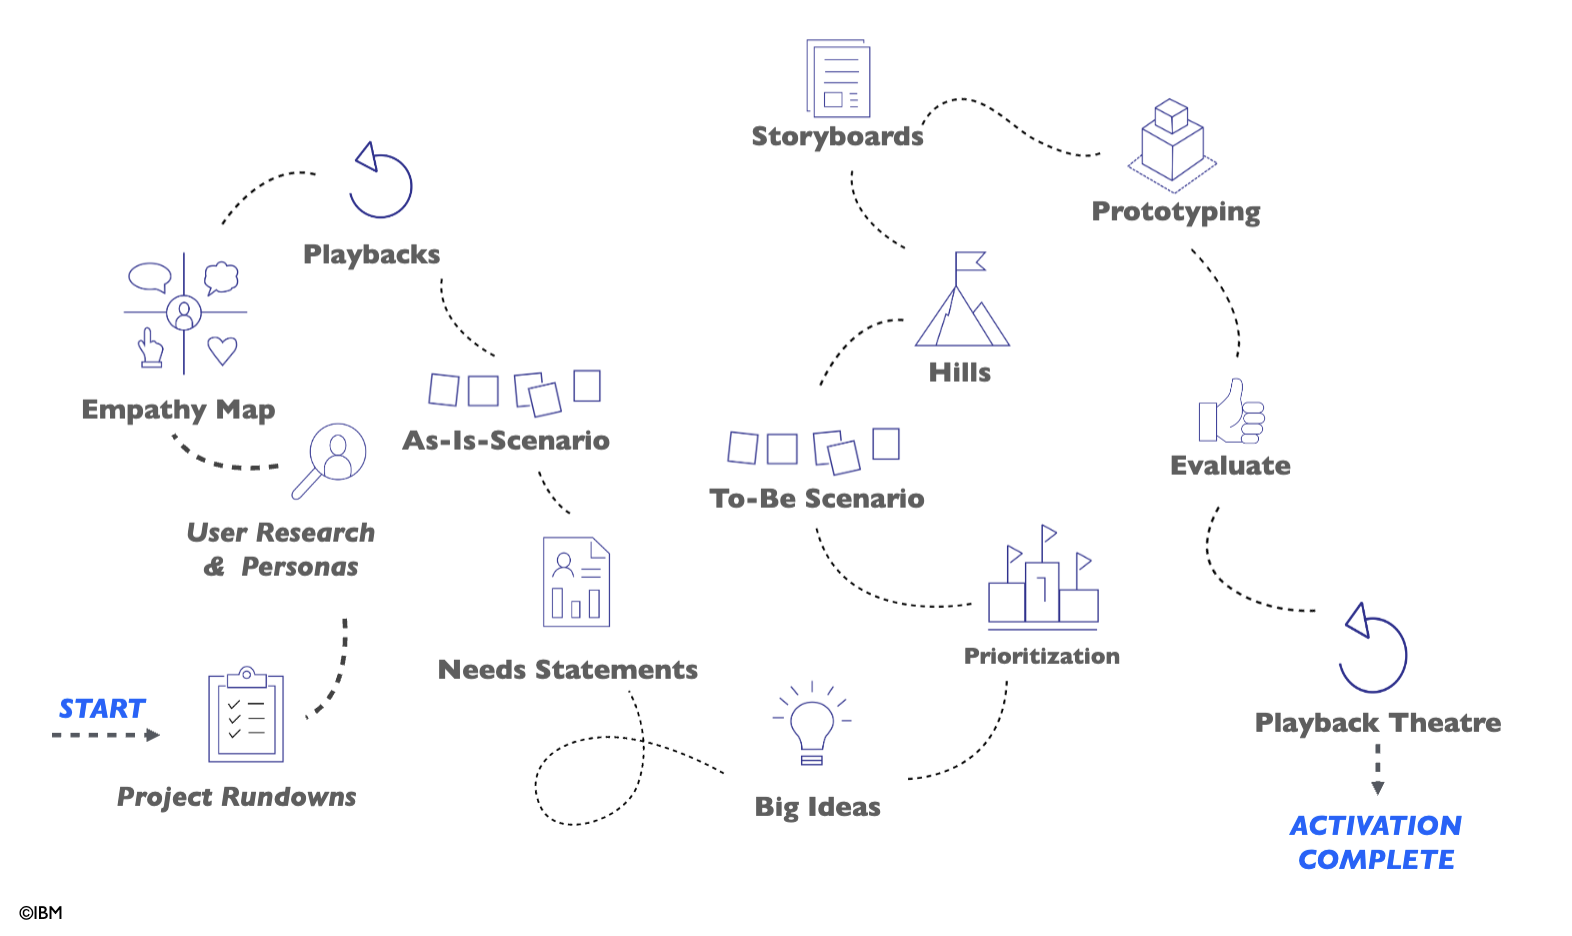 START
Project Rundowns
User Research
& Personas
Empathy Map
Playbacks
As-Is-Scenario
Needs Statements
Big Ideas
Prioritization
1
To-Be Scenario
Hills
Storyboards
Prototyping
Evaluate
Playback Theatre
ACTIVATION
COMPLETE
©IBM